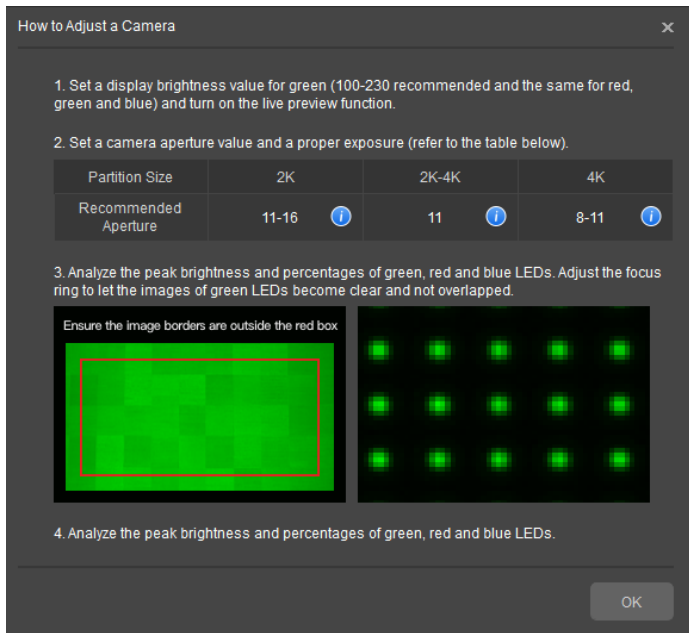 How to Adjust a Camera
1. Set a display brightness value for green (100-230 recommended and the same for red,
green and blue) and turn on the live preview function.
2. Set a camera aperture value and a proper exposure (refer to the table below).
Partition Size 2K 2K-4K 4K
Recommended
Aperture 11-16 11 8-11
3. Analyze the peak brightness and percentages of green, red and blue LEDs. Adjust the focus
ring to let the images of green LEDs become clear and not overlapped.
Ensure the image borders are outside the red box
4. Analyze the peak brightness and percentages of green, red and blue LEDs.
OK